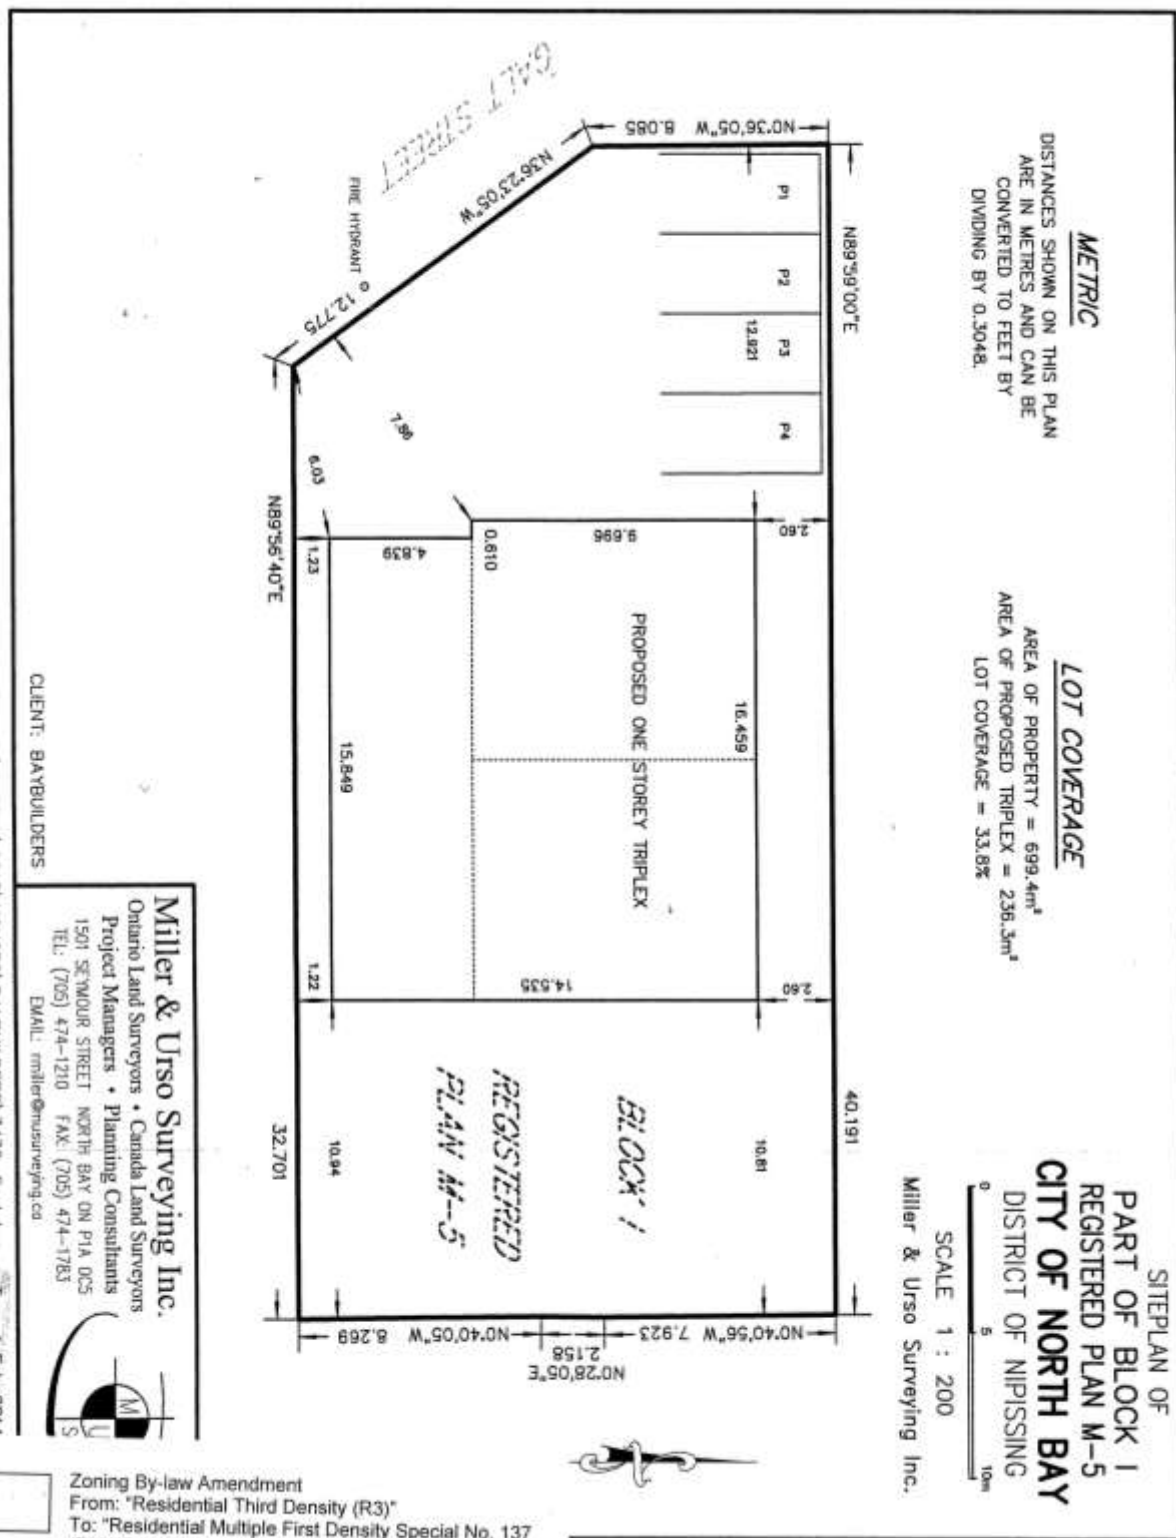 SITEPLAN OF
PART OF BLOCK 1
REGISTERED PLAN M-5
CITY OF NORTH BAY
DISTRICT OF NIPISSING
0 5 10m
SCALE 1 : 200
Miller & Urso Surveying Inc.
METRIC
DISTANCES SHOWN ON THIS PLAN
ARE IN METRES AND CAN BE
CONVERTED TO FEET BY
DIVIDING BY 0.3048.
LOT COVERAGE
AREA OF PROPERTY = 699.4m²
AREA OF PROPOSED TRIPLEX = 236.3m²
LOT COVERAGE = 33.8%
N89°59'00"E
40.191
N0°36'05"W 8.085
P1
P2
P3
P4
12.921
GALT STREET
N36°23'05"W
12.775
FIRE HYDRANT
7.86
6.03
2.60
9.696
0.610
4.839
1.23
16.459
PROPOSED ONE STOREY TRIPLEX
15.849
2.60
14.535
1.22
10.81
10.94
BLOCK 1
REGISTERED
PLAN M-5
N89°56'40"E
32.701
N0°40'56"W 7.923
2.158
N0°28'05"E
N0°40'05"W 8.269
CLIENT: BAYBUILDERS
Miller & Urso Surveying Inc.
Ontario Land Surveyors • Canada Land Surveyors
Project Managers • Planning Consultants
1501 SEYMOUR STREET NORTH BAY ON P1A 0C5
TEL: (705) 474-1210 FAX: (705) 474-1783
EMAIL: rmiller@musurveying.ca
M
U
S
Zoning By-law Amendment
From: "Residential Third Density (R3)"
To: "Residential Multiple First Density Special No. 137